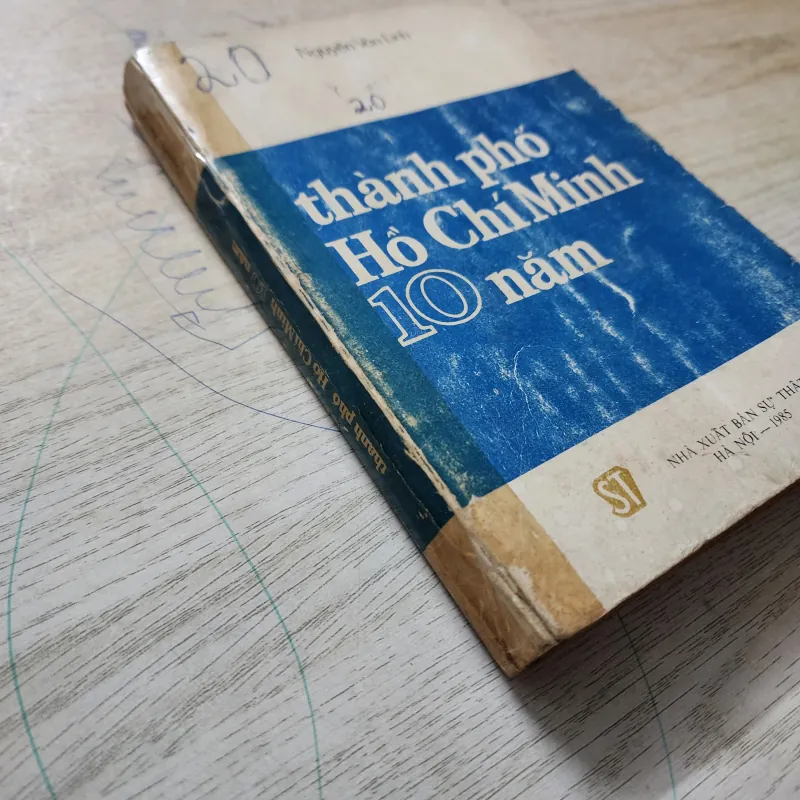 20
Nguyễn Văn Linh
20
thành phố
Hồ Chí Minh
10 năm
NHÀ XUẤT BẢN SỰ THẬT
HÀ NỘI — 1985
ST
thành phố Hồ Chí Minh 10 năm